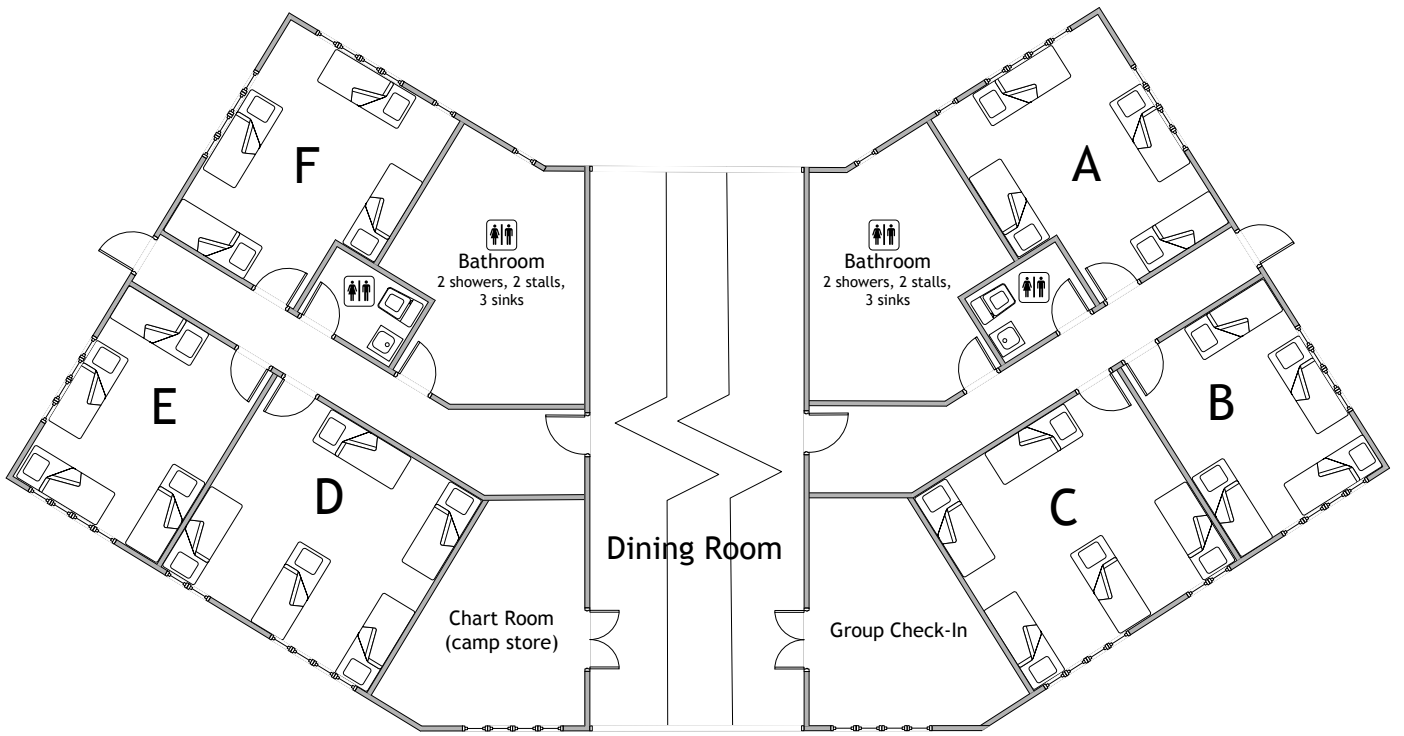 F
A
Bathroom
2 showers, 2 stalls,
3 sinks
Bathroom
2 showers, 2 stalls,
3 sinks
E
B
D
C
Dining Room
Chart Room
(camp store)
Group Check-In